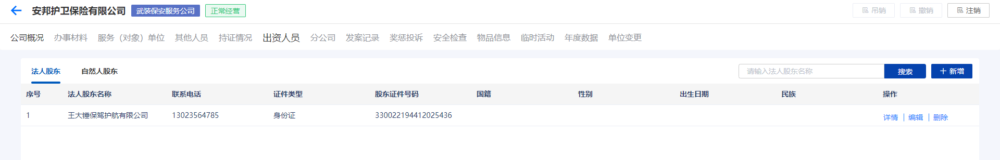 安邦护卫保险有限公司 武装保安服务公司 正常经营 吊销 撤销 注销
公司概况 办事材料 服务（对象）单位 其他人员 持证情况 出资人员 分公司 发案记录 奖惩投诉 安全检查 物品信息 临时活动 年度数据 单位变更
法人股东 自然人股东 请输入法人股东名称 搜索 + 新增
序号 法人股东名称 联系电话 证件类型 股东证件号码 国籍 性别 出生日期 民族 操作
1 王大锤保驾护航有限公司 13023564785 身份证 330022194412025436 详情 编辑 删除